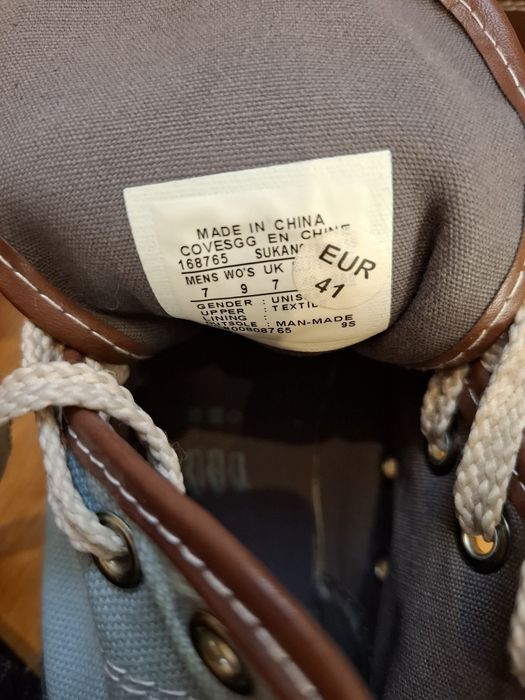 MADE IN CHINA
COVESGG EN CHINE
168765 SUKAN
MENS WO'S UK
7 9 7
EUR
41
GENDER : UNIS
UPPER : TEXTIL
LINING :
OUTSOLE : MAN-MADE
9S